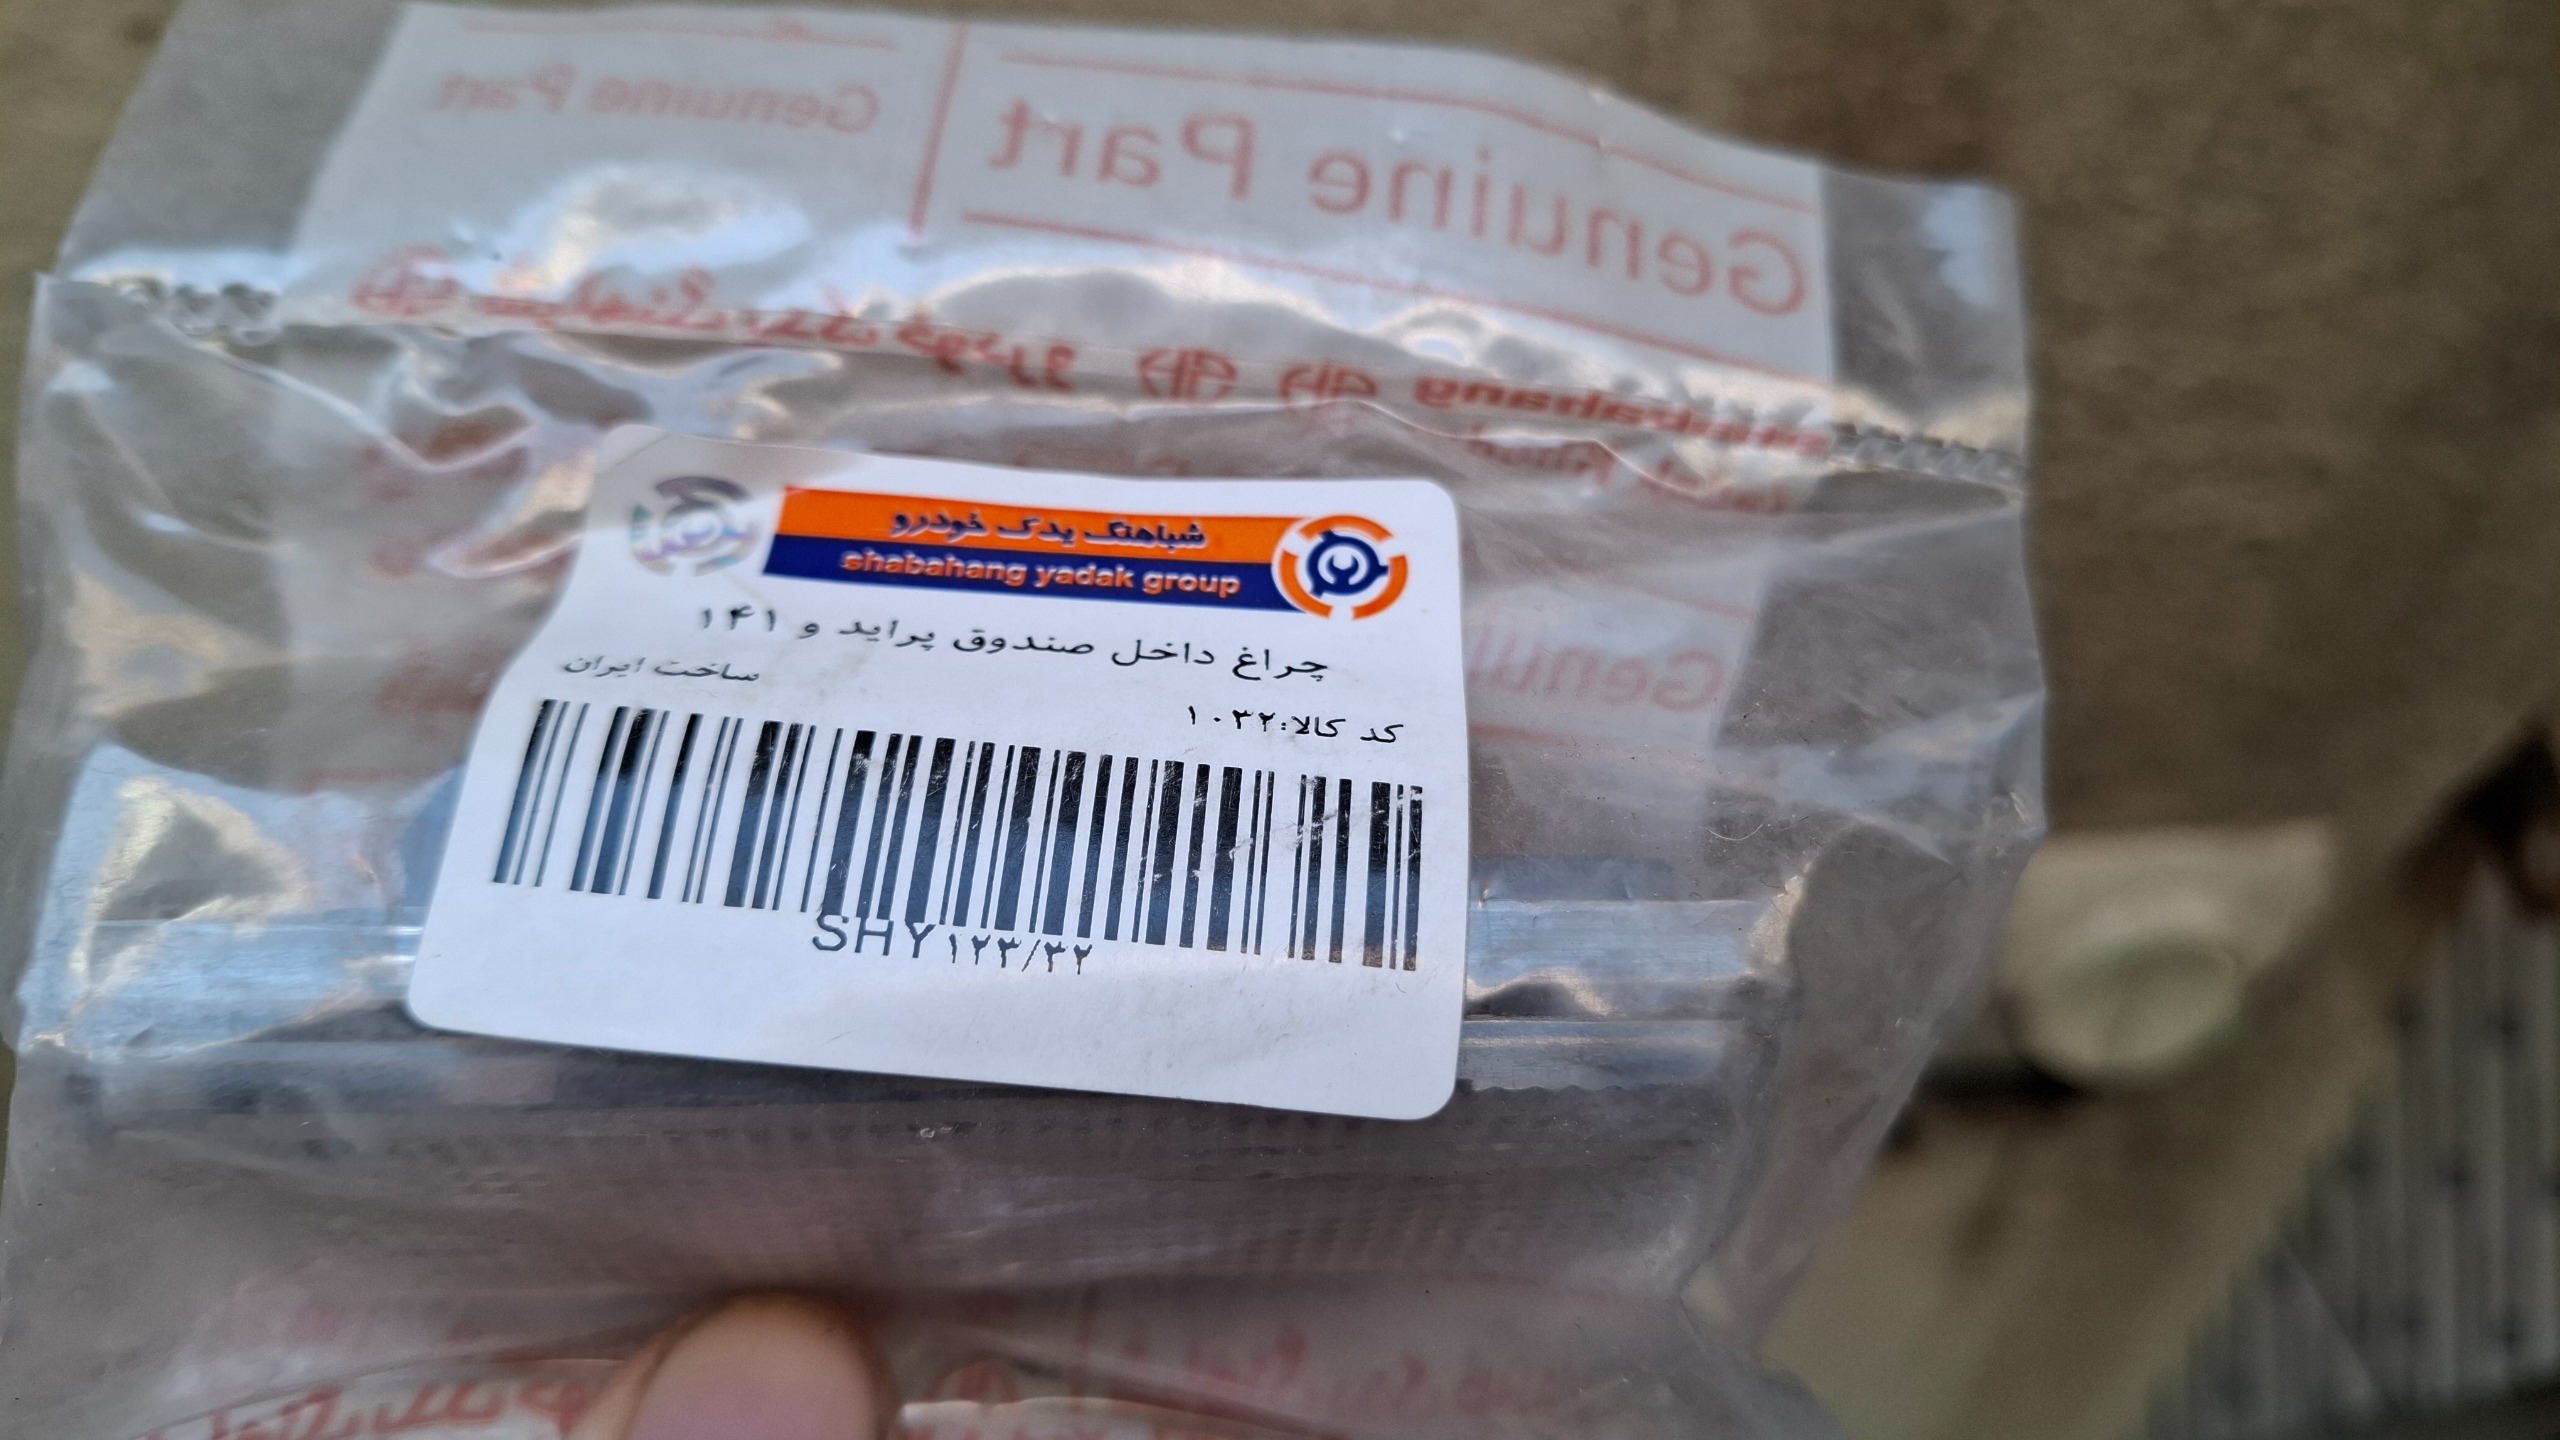 Genuine Part
Genuine Part
شباهنگ یدک خودرو
shabahang yadak group
چراغ داخل صندوق پراید و ۱۴۱
ساخت ایران
کد کالا:۱۰۳۲
SHY۱۲۳/۳۲